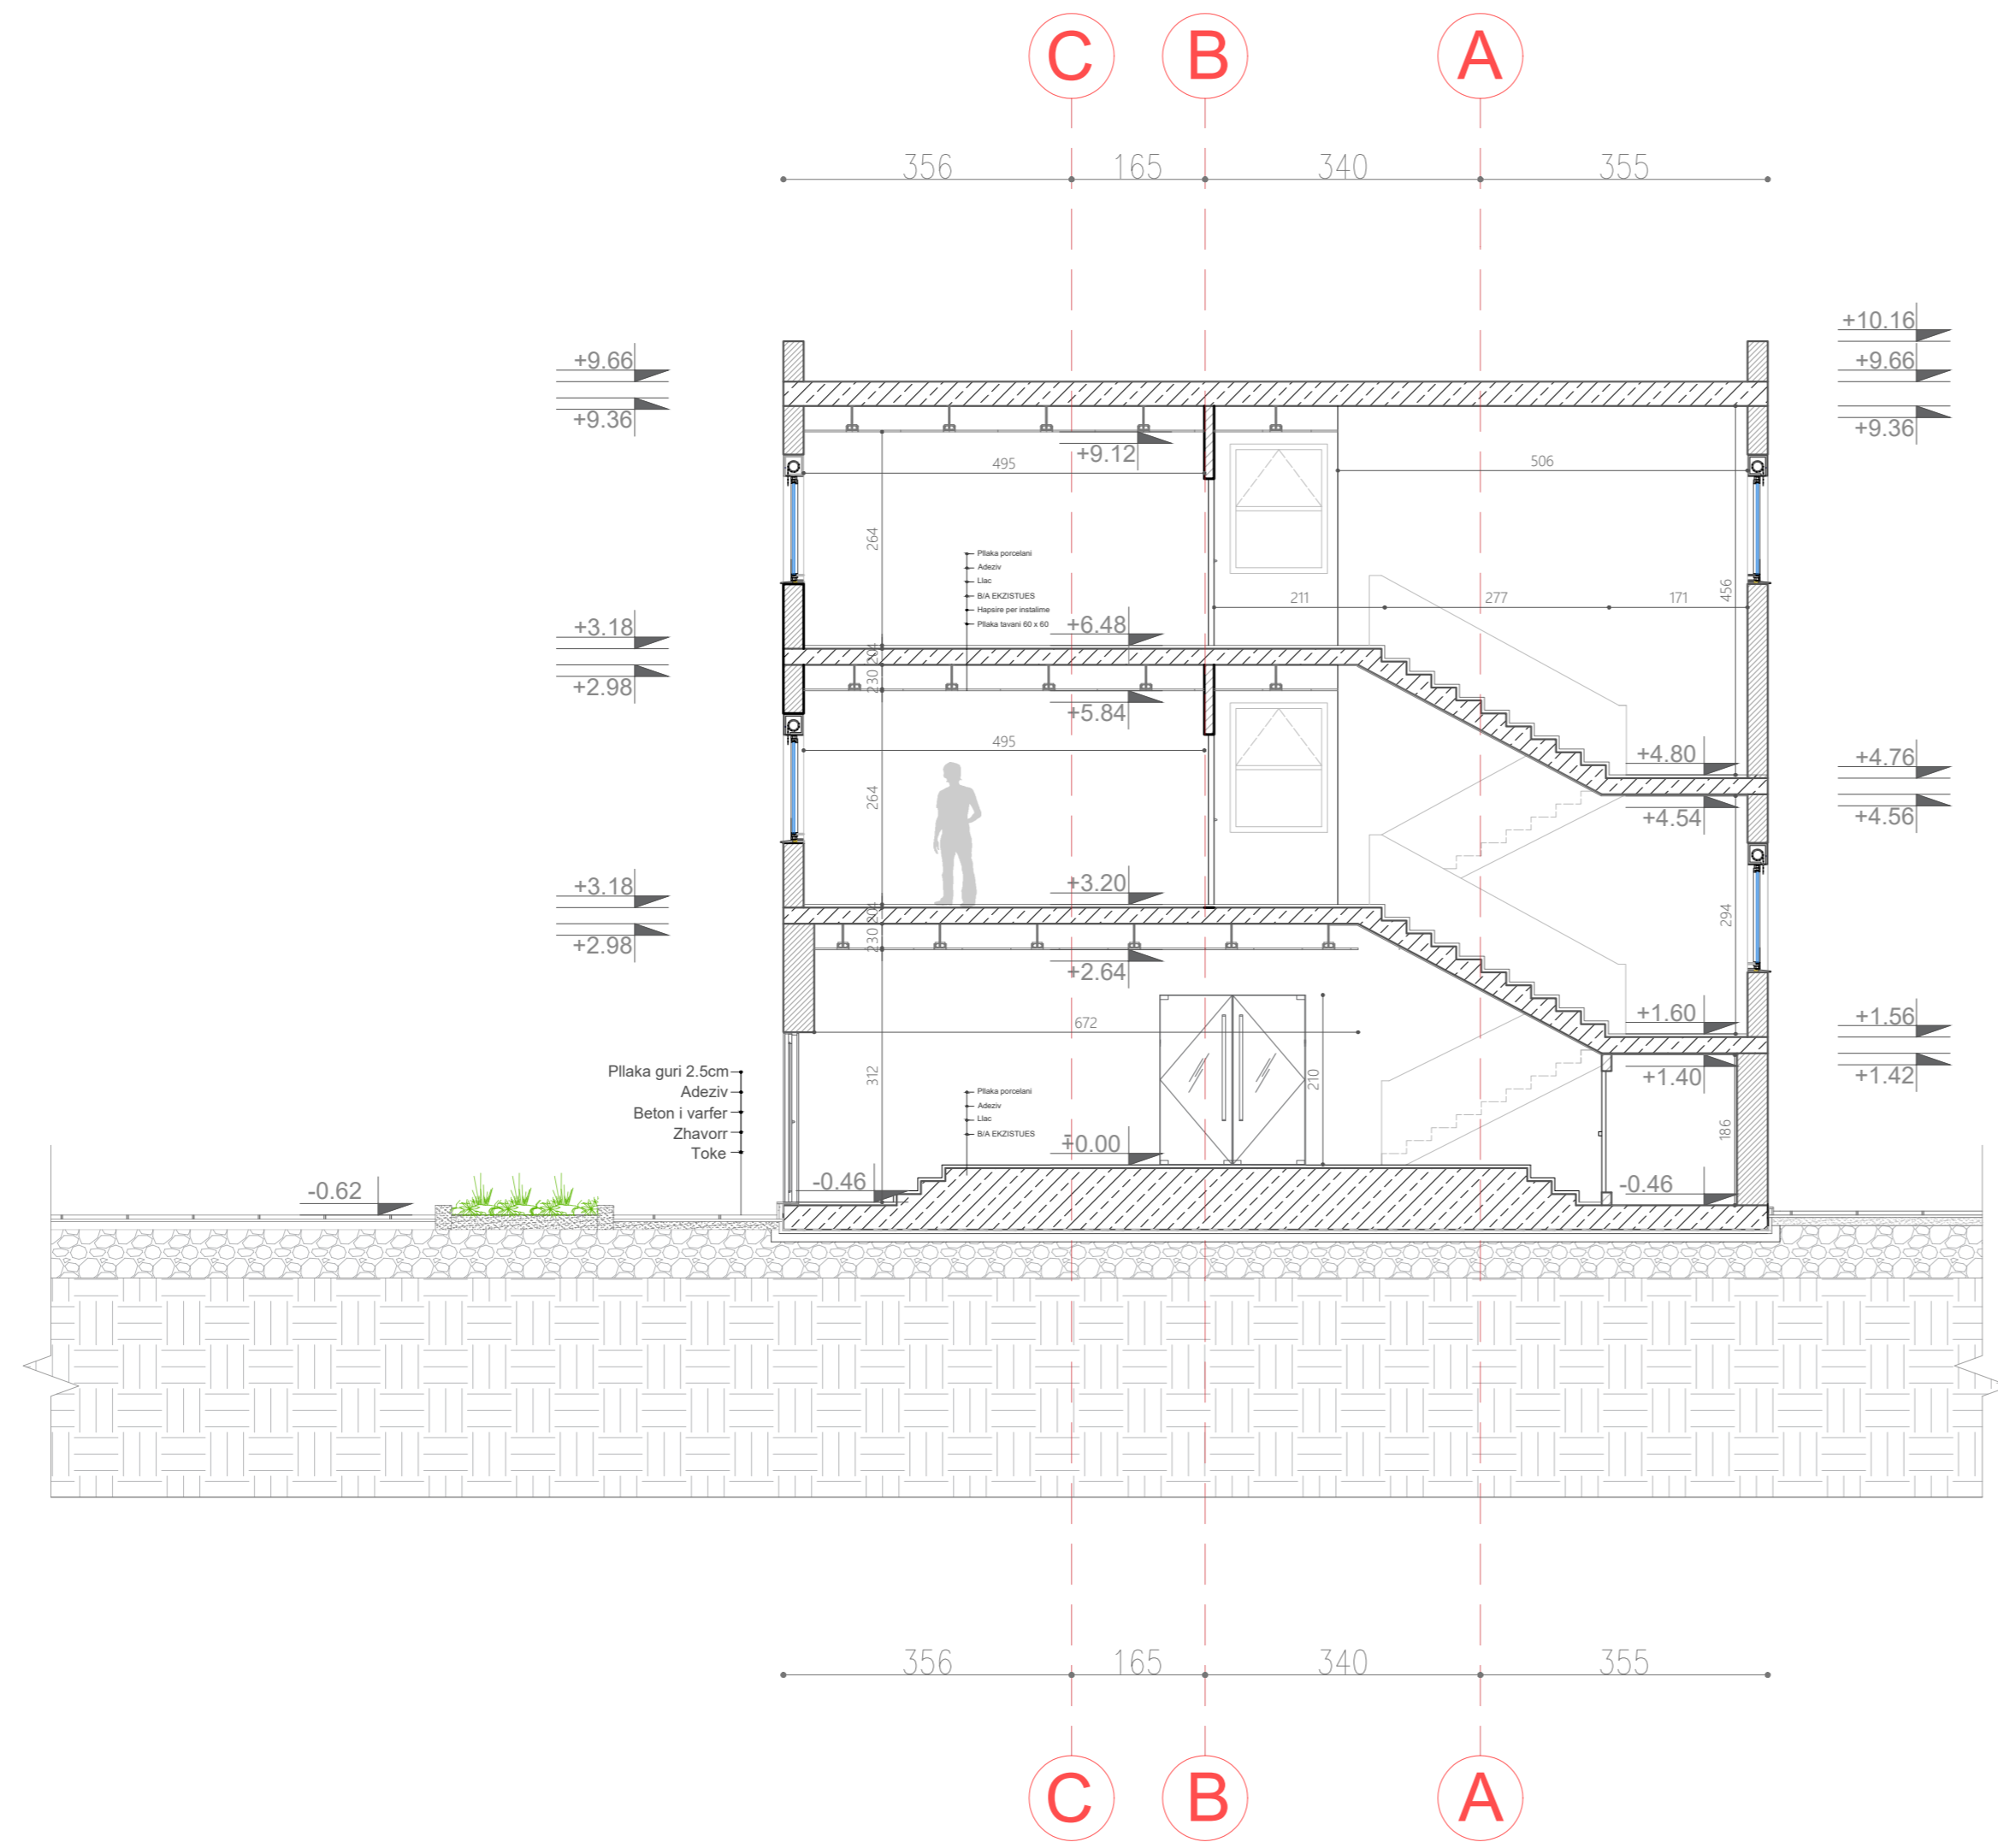 C B A
356 165 340 355
+10.16
+9.66 +9.66
+9.36 +9.36
+9.12
495 506
264
Pllaka porcelani
Adeziv
Llac
B/A EKZISTUES
Hapsire per instalime
Pllaka tavani 60 x 60
211 277 171 456
+3.18 +6.48
204
+2.98 230
+5.84
495 +4.80 +4.76
264 +4.54 +4.56
+3.18 +3.20
204 294
+2.98 230
+2.64
672 +1.60 +1.56
312 210 +1.40 +1.42
Pllaka guri 2.5cm
Adeziv
Beton i varfer
Zhavorr
Toke
Pllaka porcelani
Adeziv
Llac
B/A EKZISTUES
±0.00 186
-0.62 -0.46 -0.46
356 165 340 355
C B A